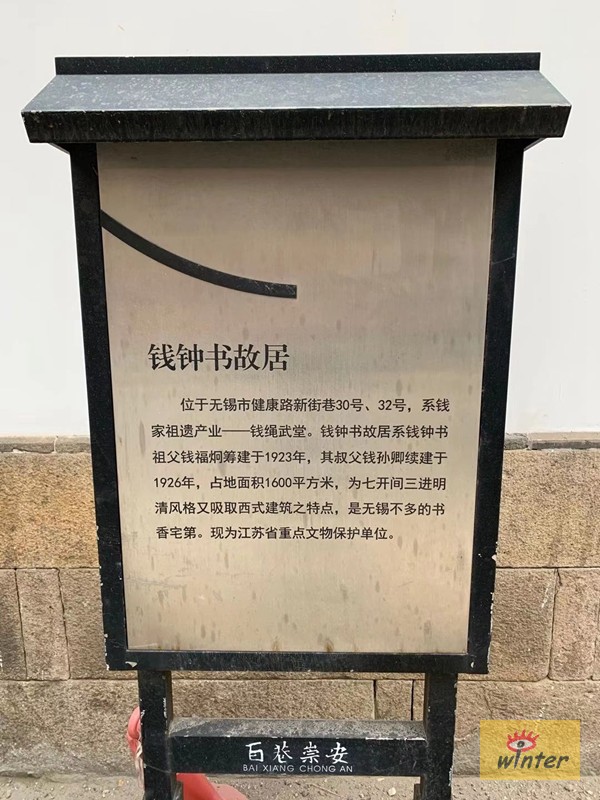 钱钟书故居
位于无锡市健康路新街巷30号、32号，系钱
家祖遗产业——钱绳武堂。钱钟书故居系钱钟书
祖父钱福炯筹建于1923年，其叔父钱孙卿续建于
1926年，占地面积1600平方米，为七开间三进明
清风格又吸取西式建筑之特点，是无锡不多的书
香宅第。现为江苏省重点文物保护单位。
百巷崇安
BAI XIANG CHONG AN
winter